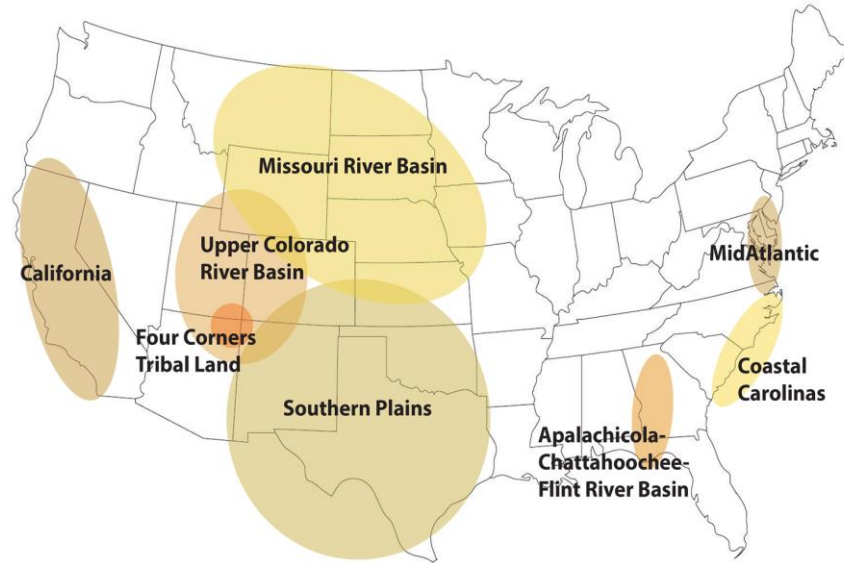 Missouri River Basin
Upper Colorado
River Basin
California
MidAtlantic
Four Corners
Tribal Land
Coastal
Carolinas
Southern Plains
Apalachicola-
Chattahoochee-
Flint River Basin